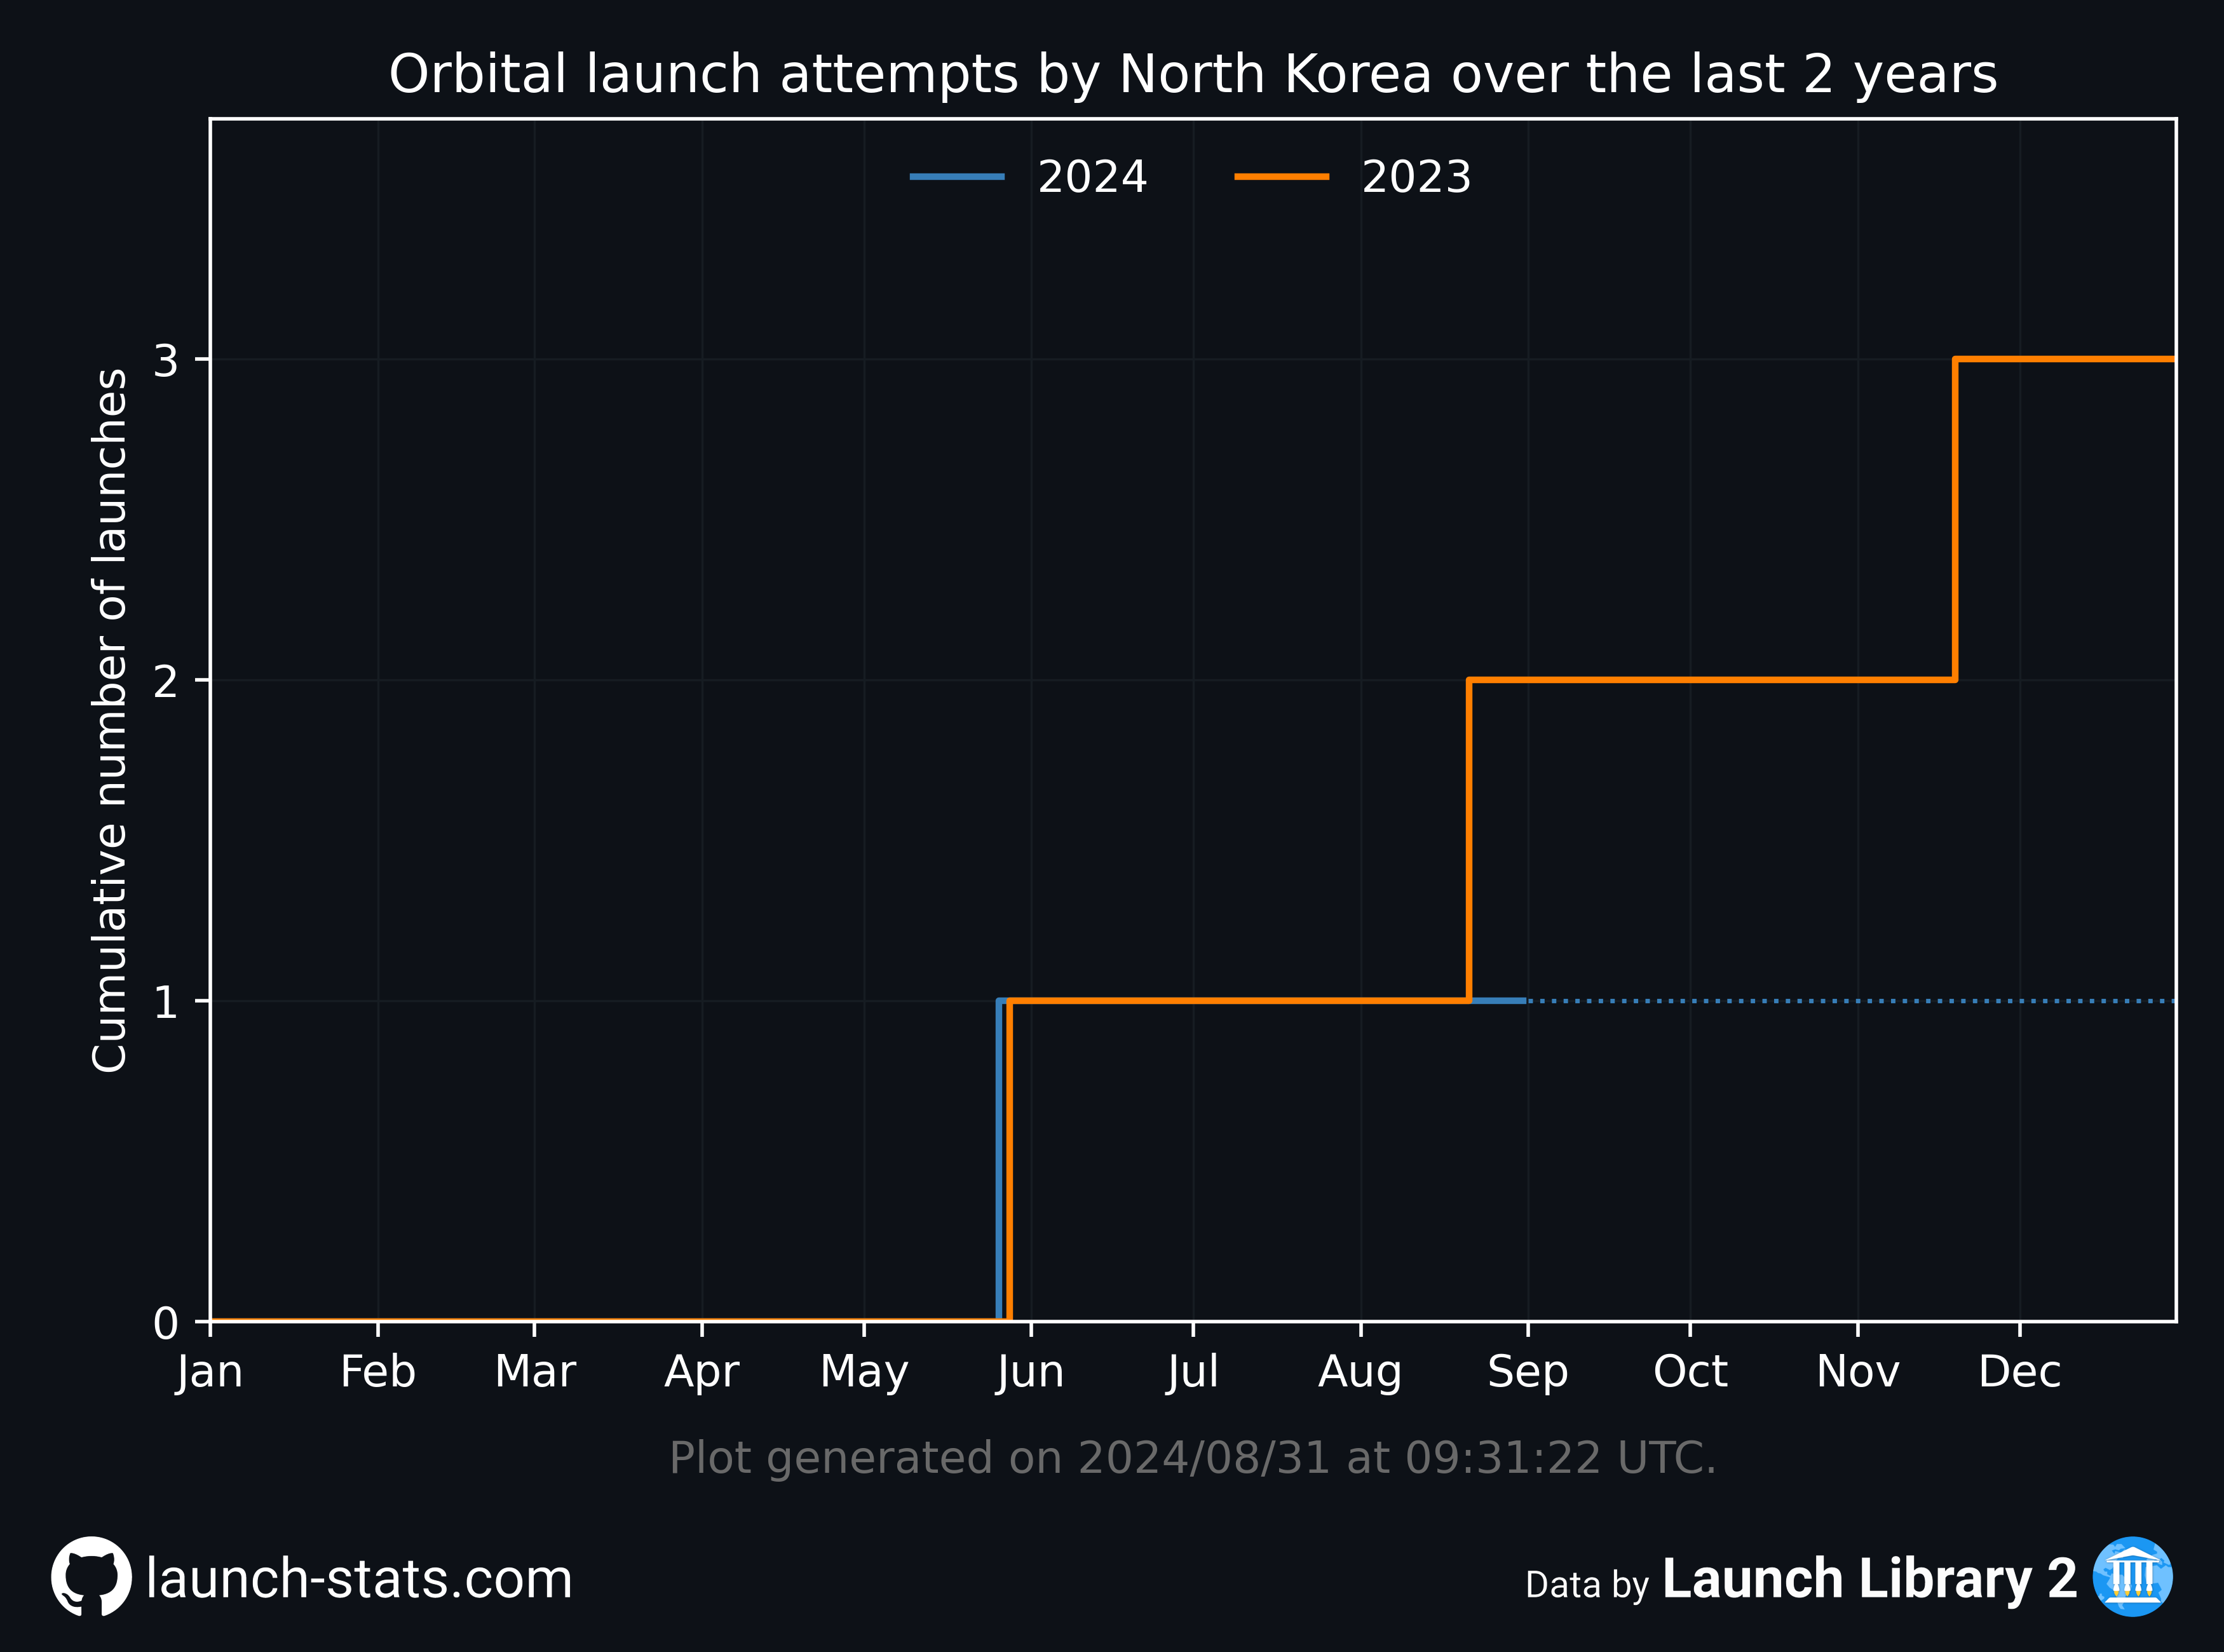 Orbital launch attempts by North Korea over the last 2 years
2024 2023
Cumulative number of launches
3
2
1
0
Jan Feb Mar Apr May Jun Jul Aug Sep Oct Nov Dec
Plot generated on 2024/08/31 at 09:31:22 UTC.
launch-stats.com
Data by Launch Library 2